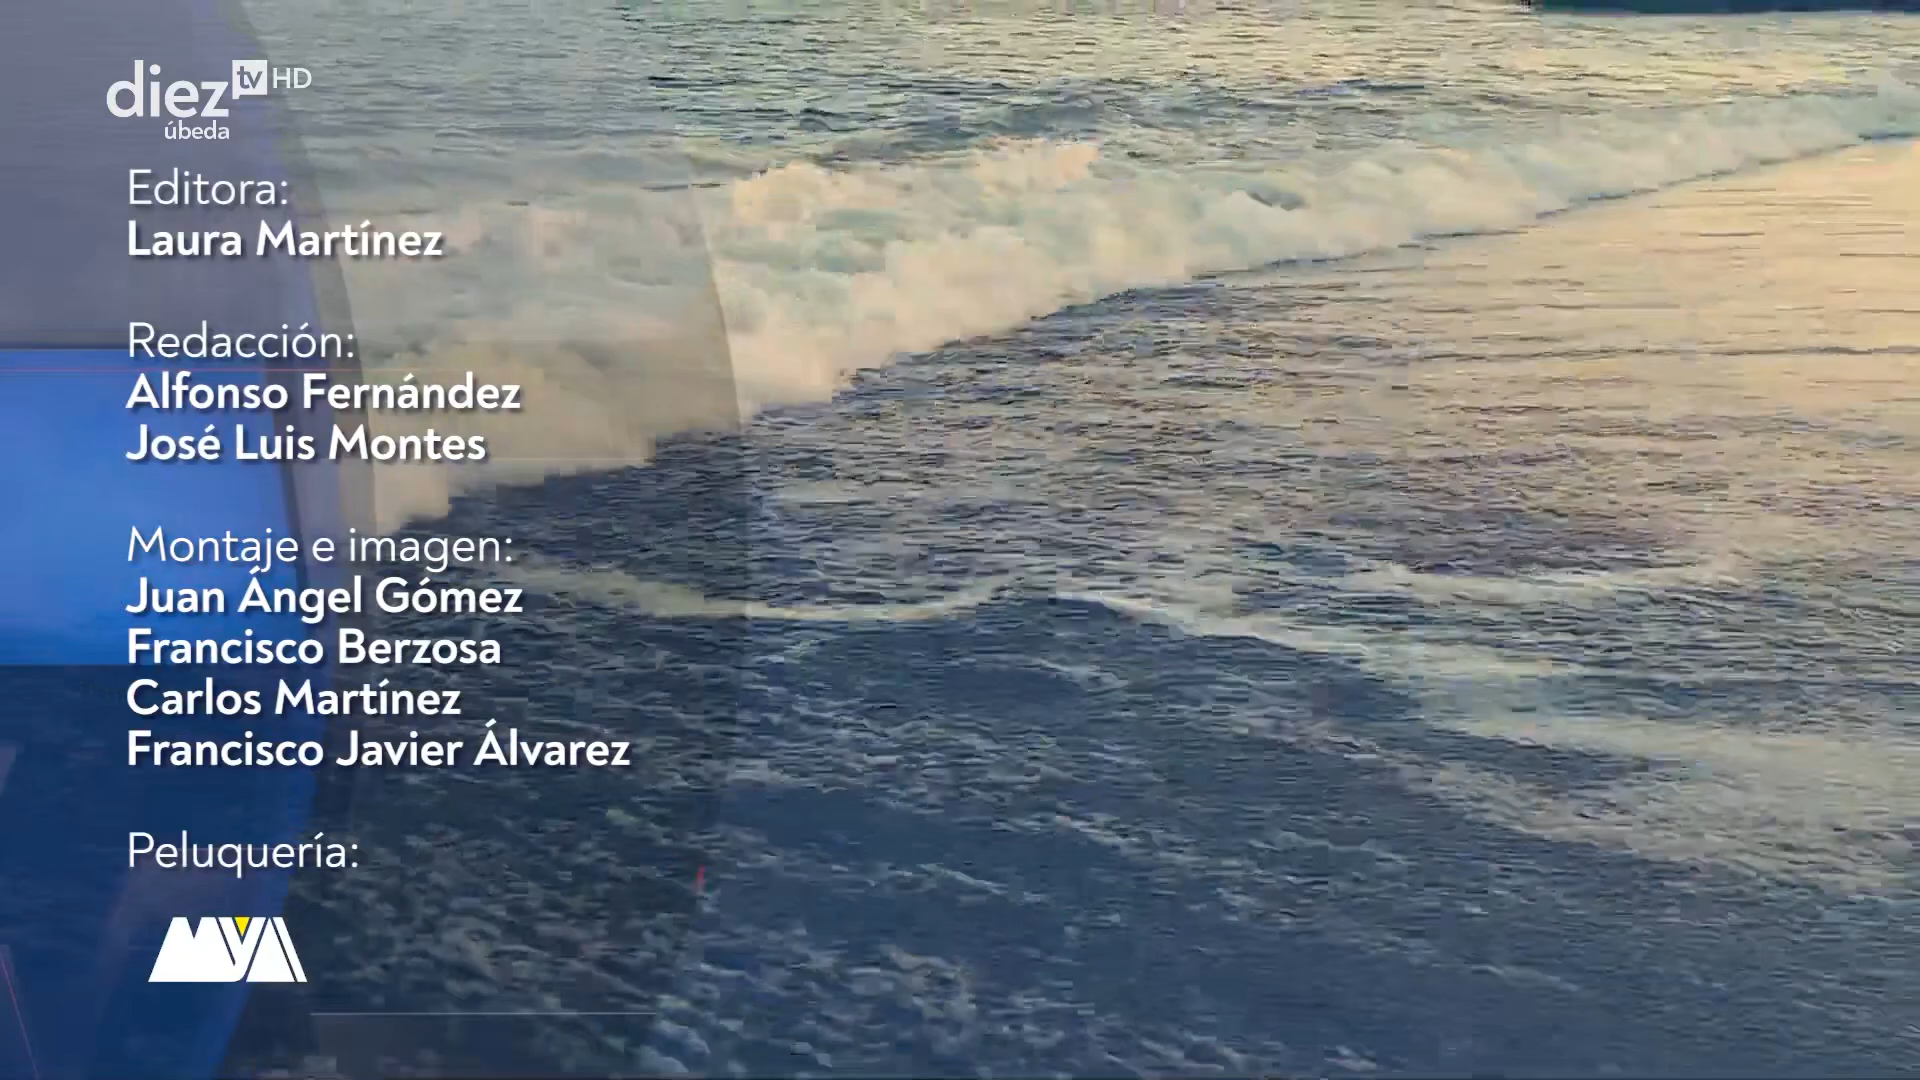 diez tv HD
úbeda
Editora:
Laura Martínez
Redacción:
Alfonso Fernández
José Luis Montes
Montaje e imagen:
Juan Ángel Gómez
Francisco Berzosa
Carlos Martínez
Francisco Javier Álvarez
Peluquería:
MYA